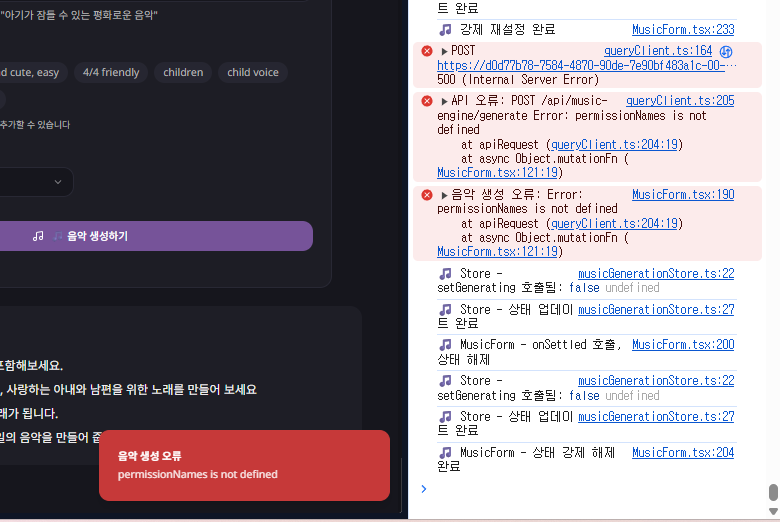 "아기가 잠들 수 있는 평화로운 음악"
d cute, easy
4/4 friendly
children
child voice
추가할 수 있습니다
음악 생성하기
포함해보세요.
, 사랑하는 아내와 남편을 위한 노래를 만들어 보세요
래가 됩니다.
일의 음악을 만들어 줍
음악 생성 오류
permissionNames is not defined
트 완료
강제 재설정 완료 MusicForm.tsx:233
POST queryClient.ts:164
https://d0d77b78-7584-4870-90de-7e90bf483a1c-00-…
500 (Internal Server Error)
API 오류: POST /api/music- queryClient.ts:205
engine/generate Error: permissionNames is not
defined
at apiRequest (queryClient.ts:204:19)
at async Object.mutationFn (
MusicForm.tsx:121:19)
음악 생성 오류: Error: MusicForm.tsx:190
permissionNames is not defined
at apiRequest (queryClient.ts:204:19)
at async Object.mutationFn (
MusicForm.tsx:121:19)
Store - musicGenerationStore.ts:22
setGenerating 호출됨: false undefined
Store - 상태 업데이 musicGenerationStore.ts:27
트 완료
MusicForm - onSettled 호출, MusicForm.tsx:200
상태 해제
Store - musicGenerationStore.ts:22
setGenerating 호출됨: false undefined
Store - 상태 업데이 musicGenerationStore.ts:27
트 완료
MusicForm - 상태 강제 해제 MusicForm.tsx:204
완료